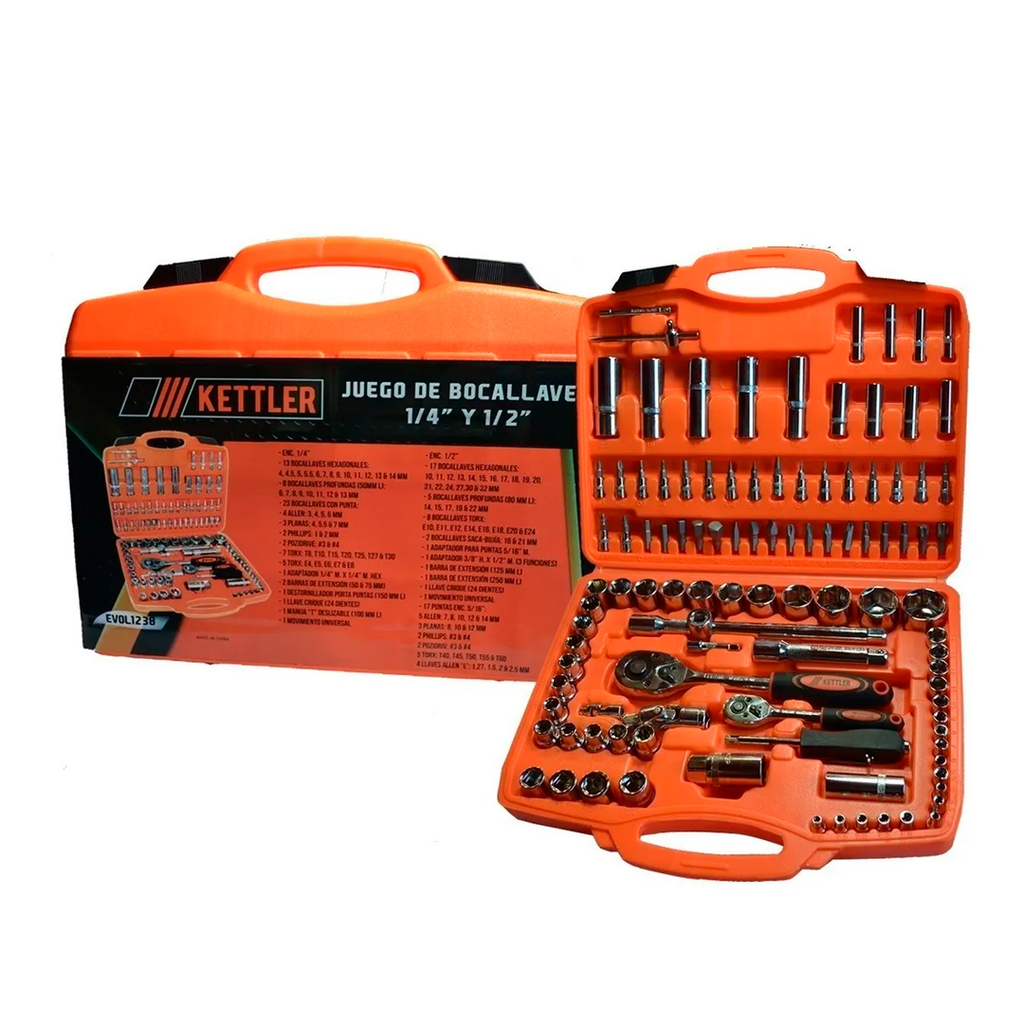 KETTLER
JUEGO DE BOCALLAVE
1/4" Y 1/2"
- ENC. 1/4"
- 13 BOCALLAVES HEXAGONALES:
4, 4.5, 5, 5.5, 6, 7, 8, 9, 10, 11, 12, 13 & 14 MM
- 8 BOCALLAVES PROFUNDAS (50MM L):
6, 7, 8, 9, 10, 11, 12 & 13 MM
- 23 BOCALLAVES CON PUNTA:
- 4 ALLEN: 3, 4, 5, 6 MM
- 3 PLANAS: 4, 5.5 & 7 MM
- 2 PHILLIPS: 1 & 2 MM
- 2 POZIDRIVE: #3 & #4
- 7 TORX: T8, T10, T15, T20, T25, T27 & T30
- 5 TORX: E4, E5, E6, E7 & E8
- 1 ADAPTADOR 1/4" M. X 1/4" M. HEX
- 2 BARRAS DE EXTENSIÓN (50 & 75MM)
- 1 DESTORNILLADOR PORTA PUNTAS (150 MM L)
- 1 LLAVE CRIQUE (24 DIENTES)
- 1 MANIJA "T" DESLIZABLE (100 MM L)
- 1 MOVIMIENTO UNIVERSAL
- ENC. 1/2"
- 17 BOCALLAVES HEXAGONALES:
10, 11, 12, 13, 14, 15, 16, 17, 18, 19, 20,
21, 22, 24, 27, 30 & 32 MM
- 5 BOCALLAVES PROFUNDAS (80 MM L):
14, 15, 17, 19 & 22 MM
- 8 BOCALLAVES TORX:
E10, E11, E12, E14, E16, E18, E20 & E24
- 2 BOCALLAVES SACA-BUJIA: 16 & 21 MM
- 1 ADAPTADOR PARA PUNTAS 5/16" M.
- 1 ADAPTADOR 3/8" H. X 1/2" M. (3 FUNCIONES)
- 1 BARRA DE EXTENSIÓN (125 MM L)
- 1 BARRA DE EXTENSIÓN (250 MM L)
- 1 LLAVE CRIQUE (24 DIENTES)
- 1 MOVIMIENTO UNIVERSAL
- 17 PUNTAS ENC. 5/16":
5 ALLEN: 7, 8, 10, 12 & 14 MM
3 PLANAS: 8, 10 & 12 MM
2 PHILLIPS: #3 & #4
2 POZIDRIV: #3 & #4
5 TORX: T40, T45, T50, T55 & T60
4 LLAVES ALLEN "L": 1.27, 1.5, 2 & 2.5 MM
EVOL1238
MADE IN CHINA
KETTLER